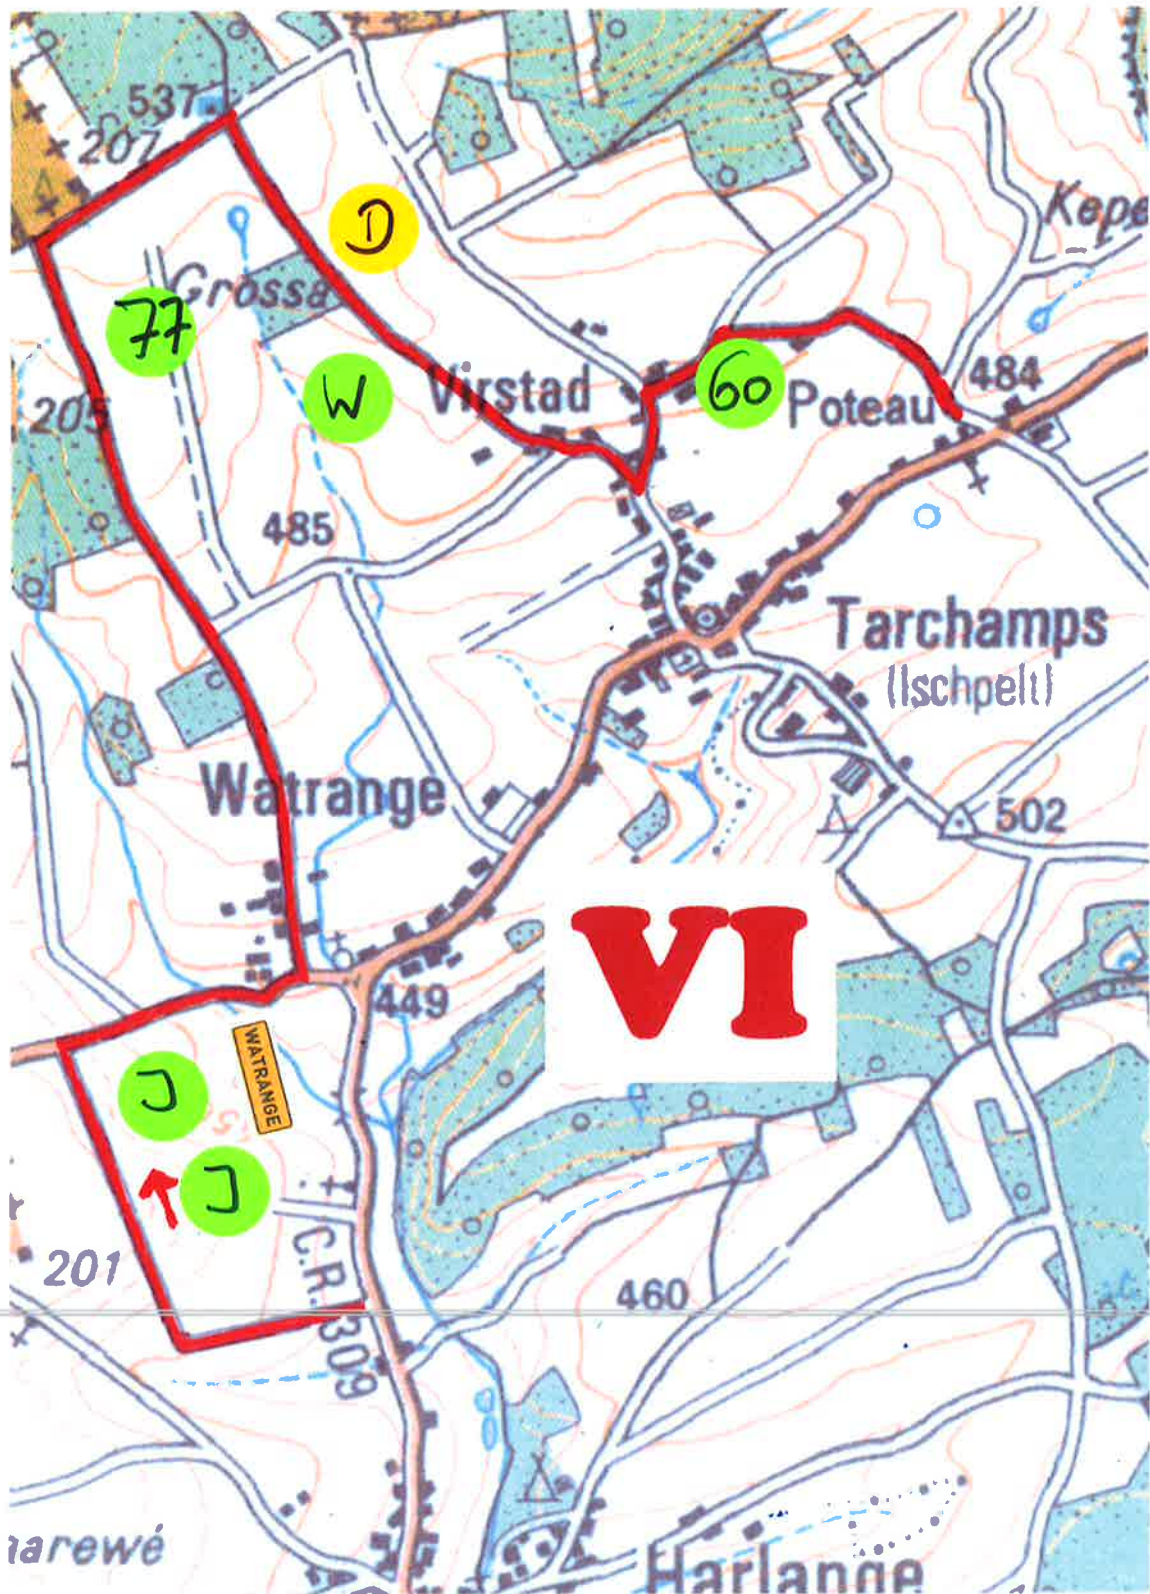 537
207
D
Kepe
Grossa
77
W
Virstad
60
484
Poteau
205
485
Tarchamps
(Ischpelt)
Watrange
502
VI
449
WATRANGE
J
J
201
C.R. 309
460
arewé
Harlange